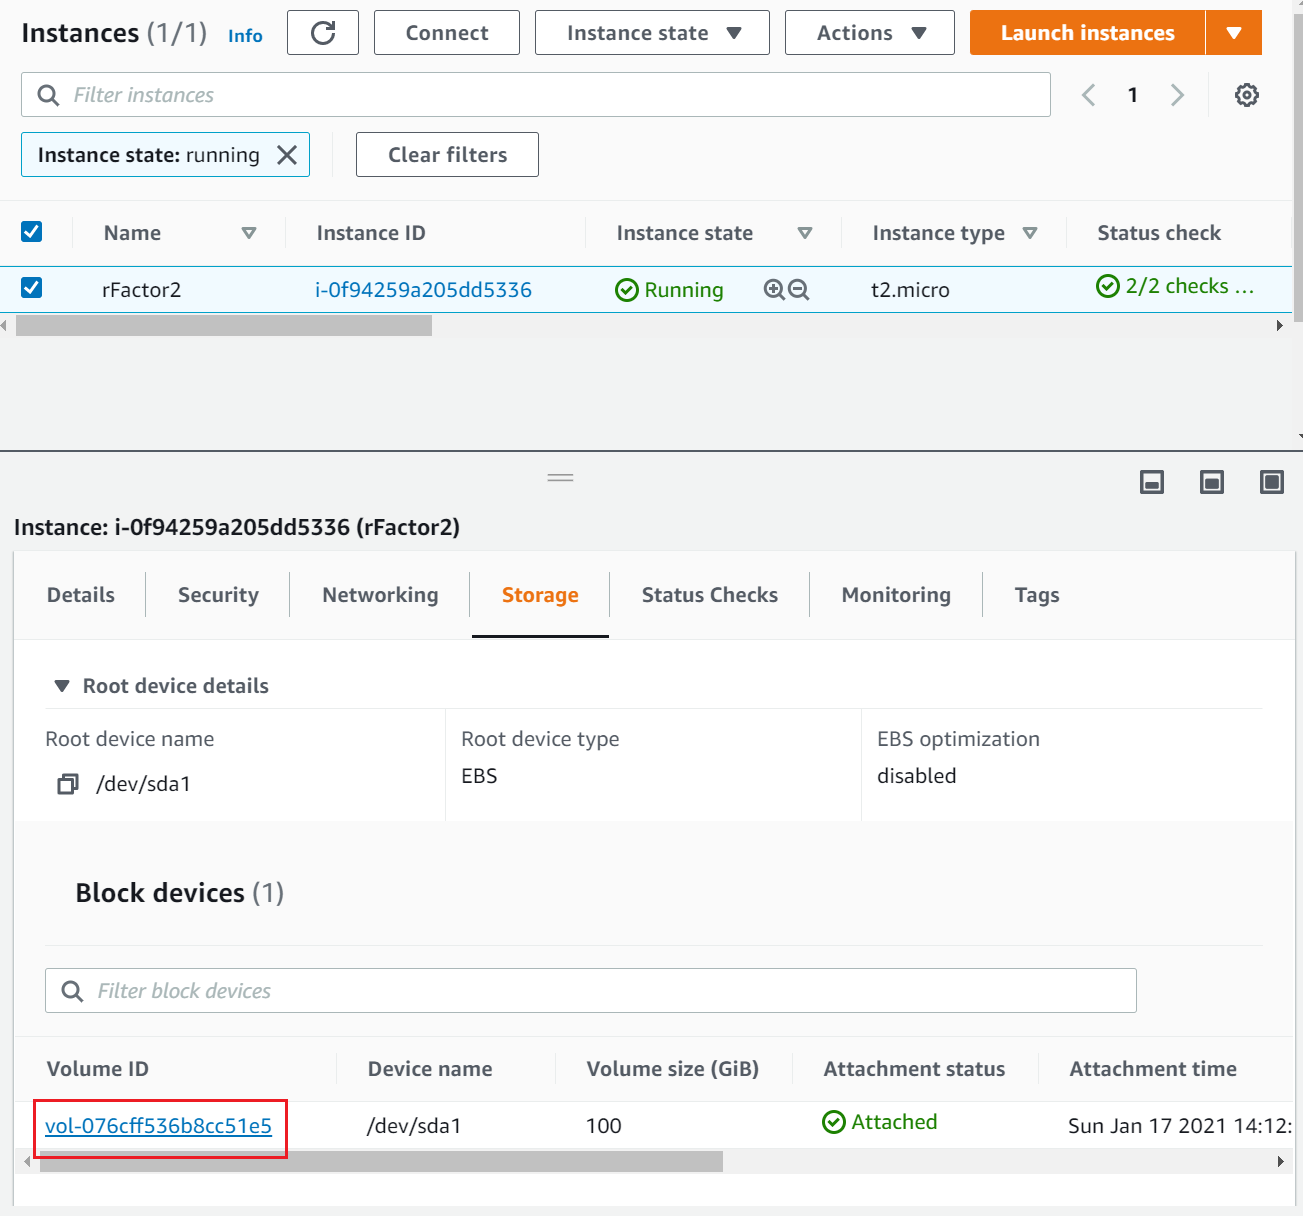 Instances (1/1) Info Connect Instance state Actions Launch instances
Filter instances 1
Instance state: running Clear filters
Name Instance ID Instance state Instance type Status check
rFactor2 i-0f94259a205dd5336 Running t2.micro 2/2 checks ...
Instance: i-0f94259a205dd5336 (rFactor2)
Details Security Networking Storage Status Checks Monitoring Tags
Root device details
Root device name Root device type EBS optimization
/dev/sda1 EBS disabled
Block devices (1)
Filter block devices
Volume ID Device name Volume size (GiB) Attachment status Attachment time
vol-076cff536b8cc51e5 /dev/sda1 100 Attached Sun Jan 17 2021 14:12: